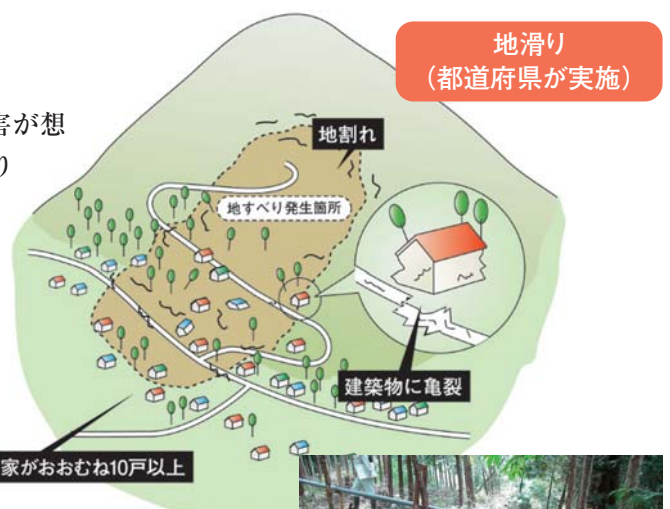 地滑り
（都道府県が実施）
害が想
り
地割れ
地すべり発生箇所
建築物に亀裂
家がおおむね10戸以上